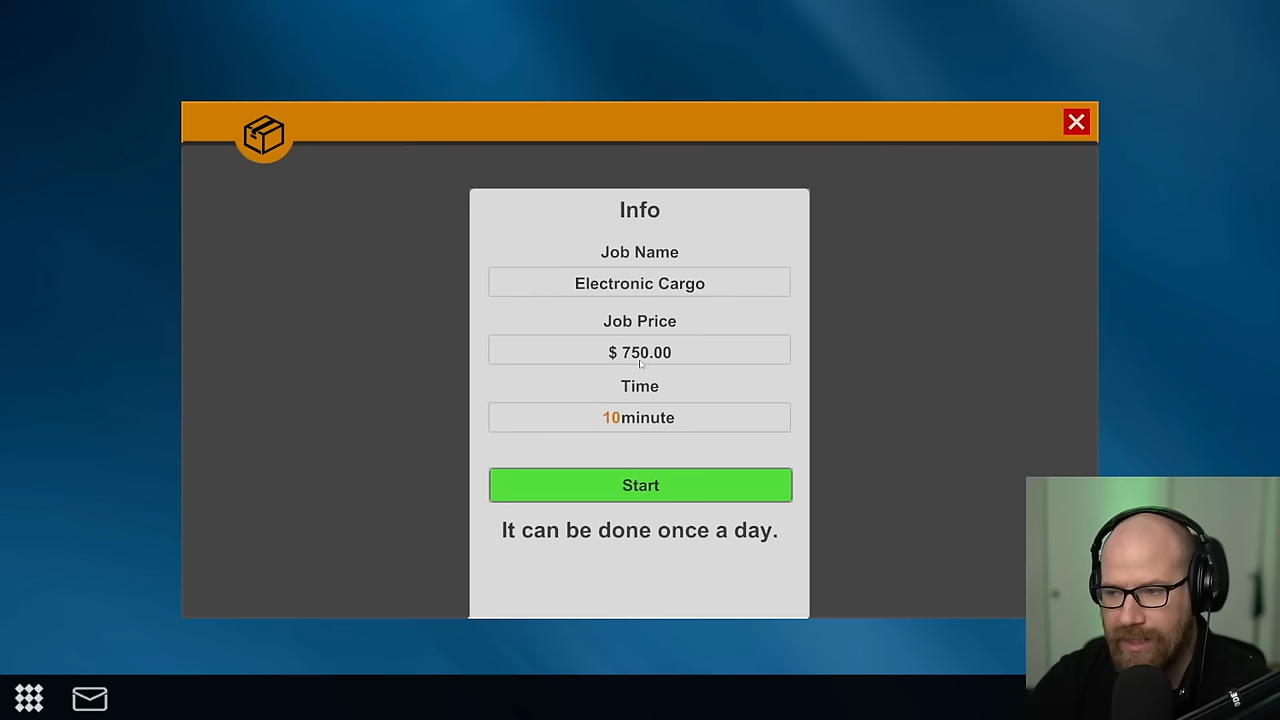 Info
Job Name
Electronic Cargo
Job Price
$ 750.00
Time
10minute
Start
It can be done once a day.